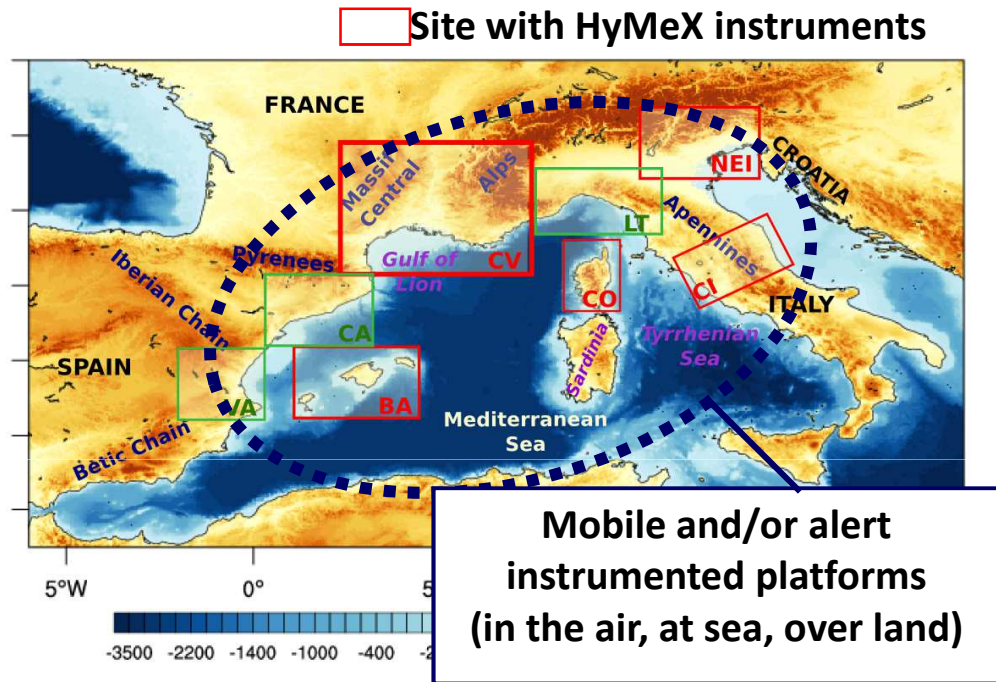 Site with HyMeX instruments
FRANCE
CROATIA
NEI
Massif
Central
Alps
LT
Apennines
Pyrenees
Gulf of
Lion
CV
Iberian Chain
CO
CI
ITALY
CA
Sardinia
Tyrrhenian
Sea
SPAIN
VA
BA
Mediterranean
Sea
Betic Chain
Mobile and/or alert
instrumented platforms
(in the air, at sea, over land)
5°W 0° 5
-3500 -2200 -1400 -1000 -400 -2